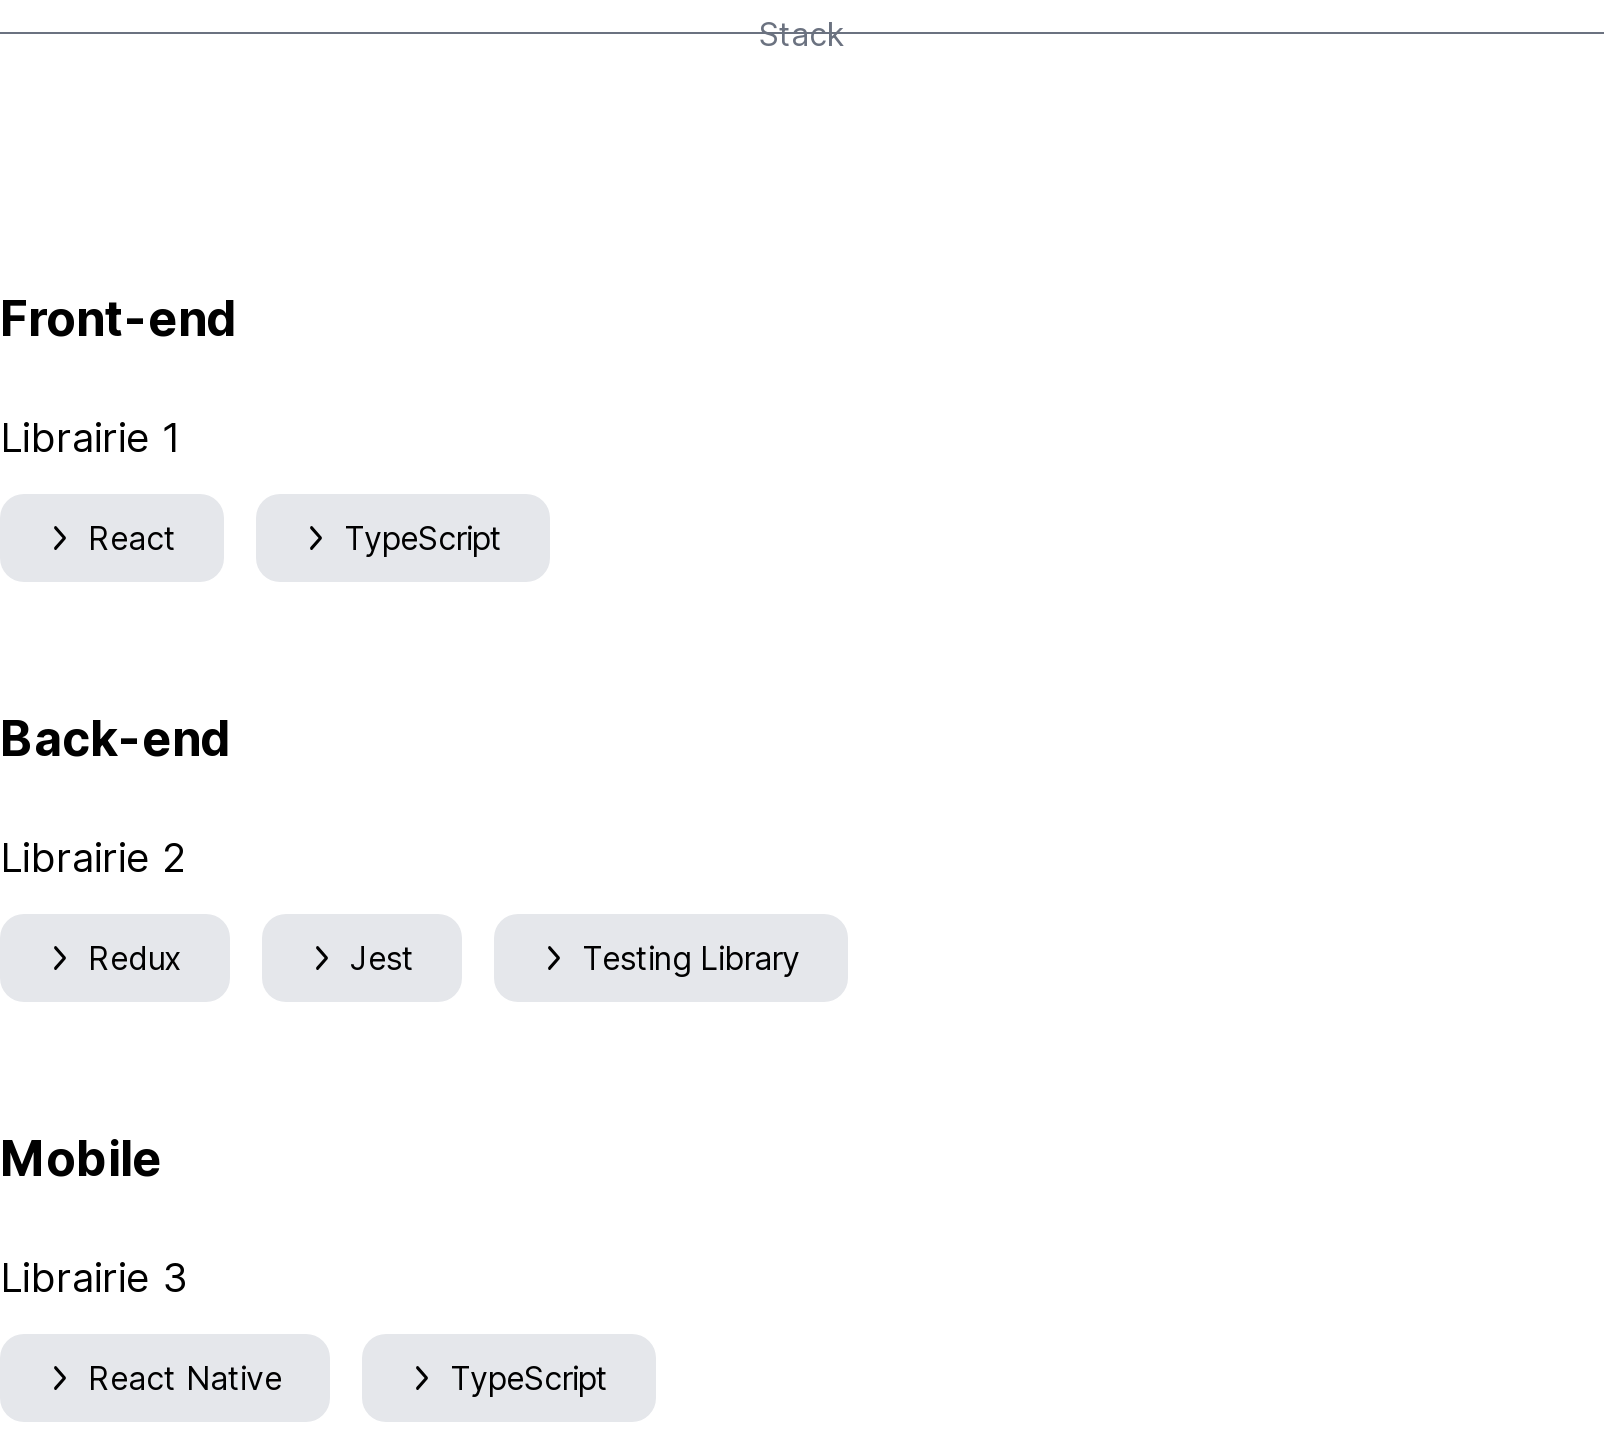 Stack
Front-end
Librairie 1
React TypeScript
Back-end
Librairie 2
Redux Jest Testing Library
Mobile
Librairie 3
React Native TypeScript